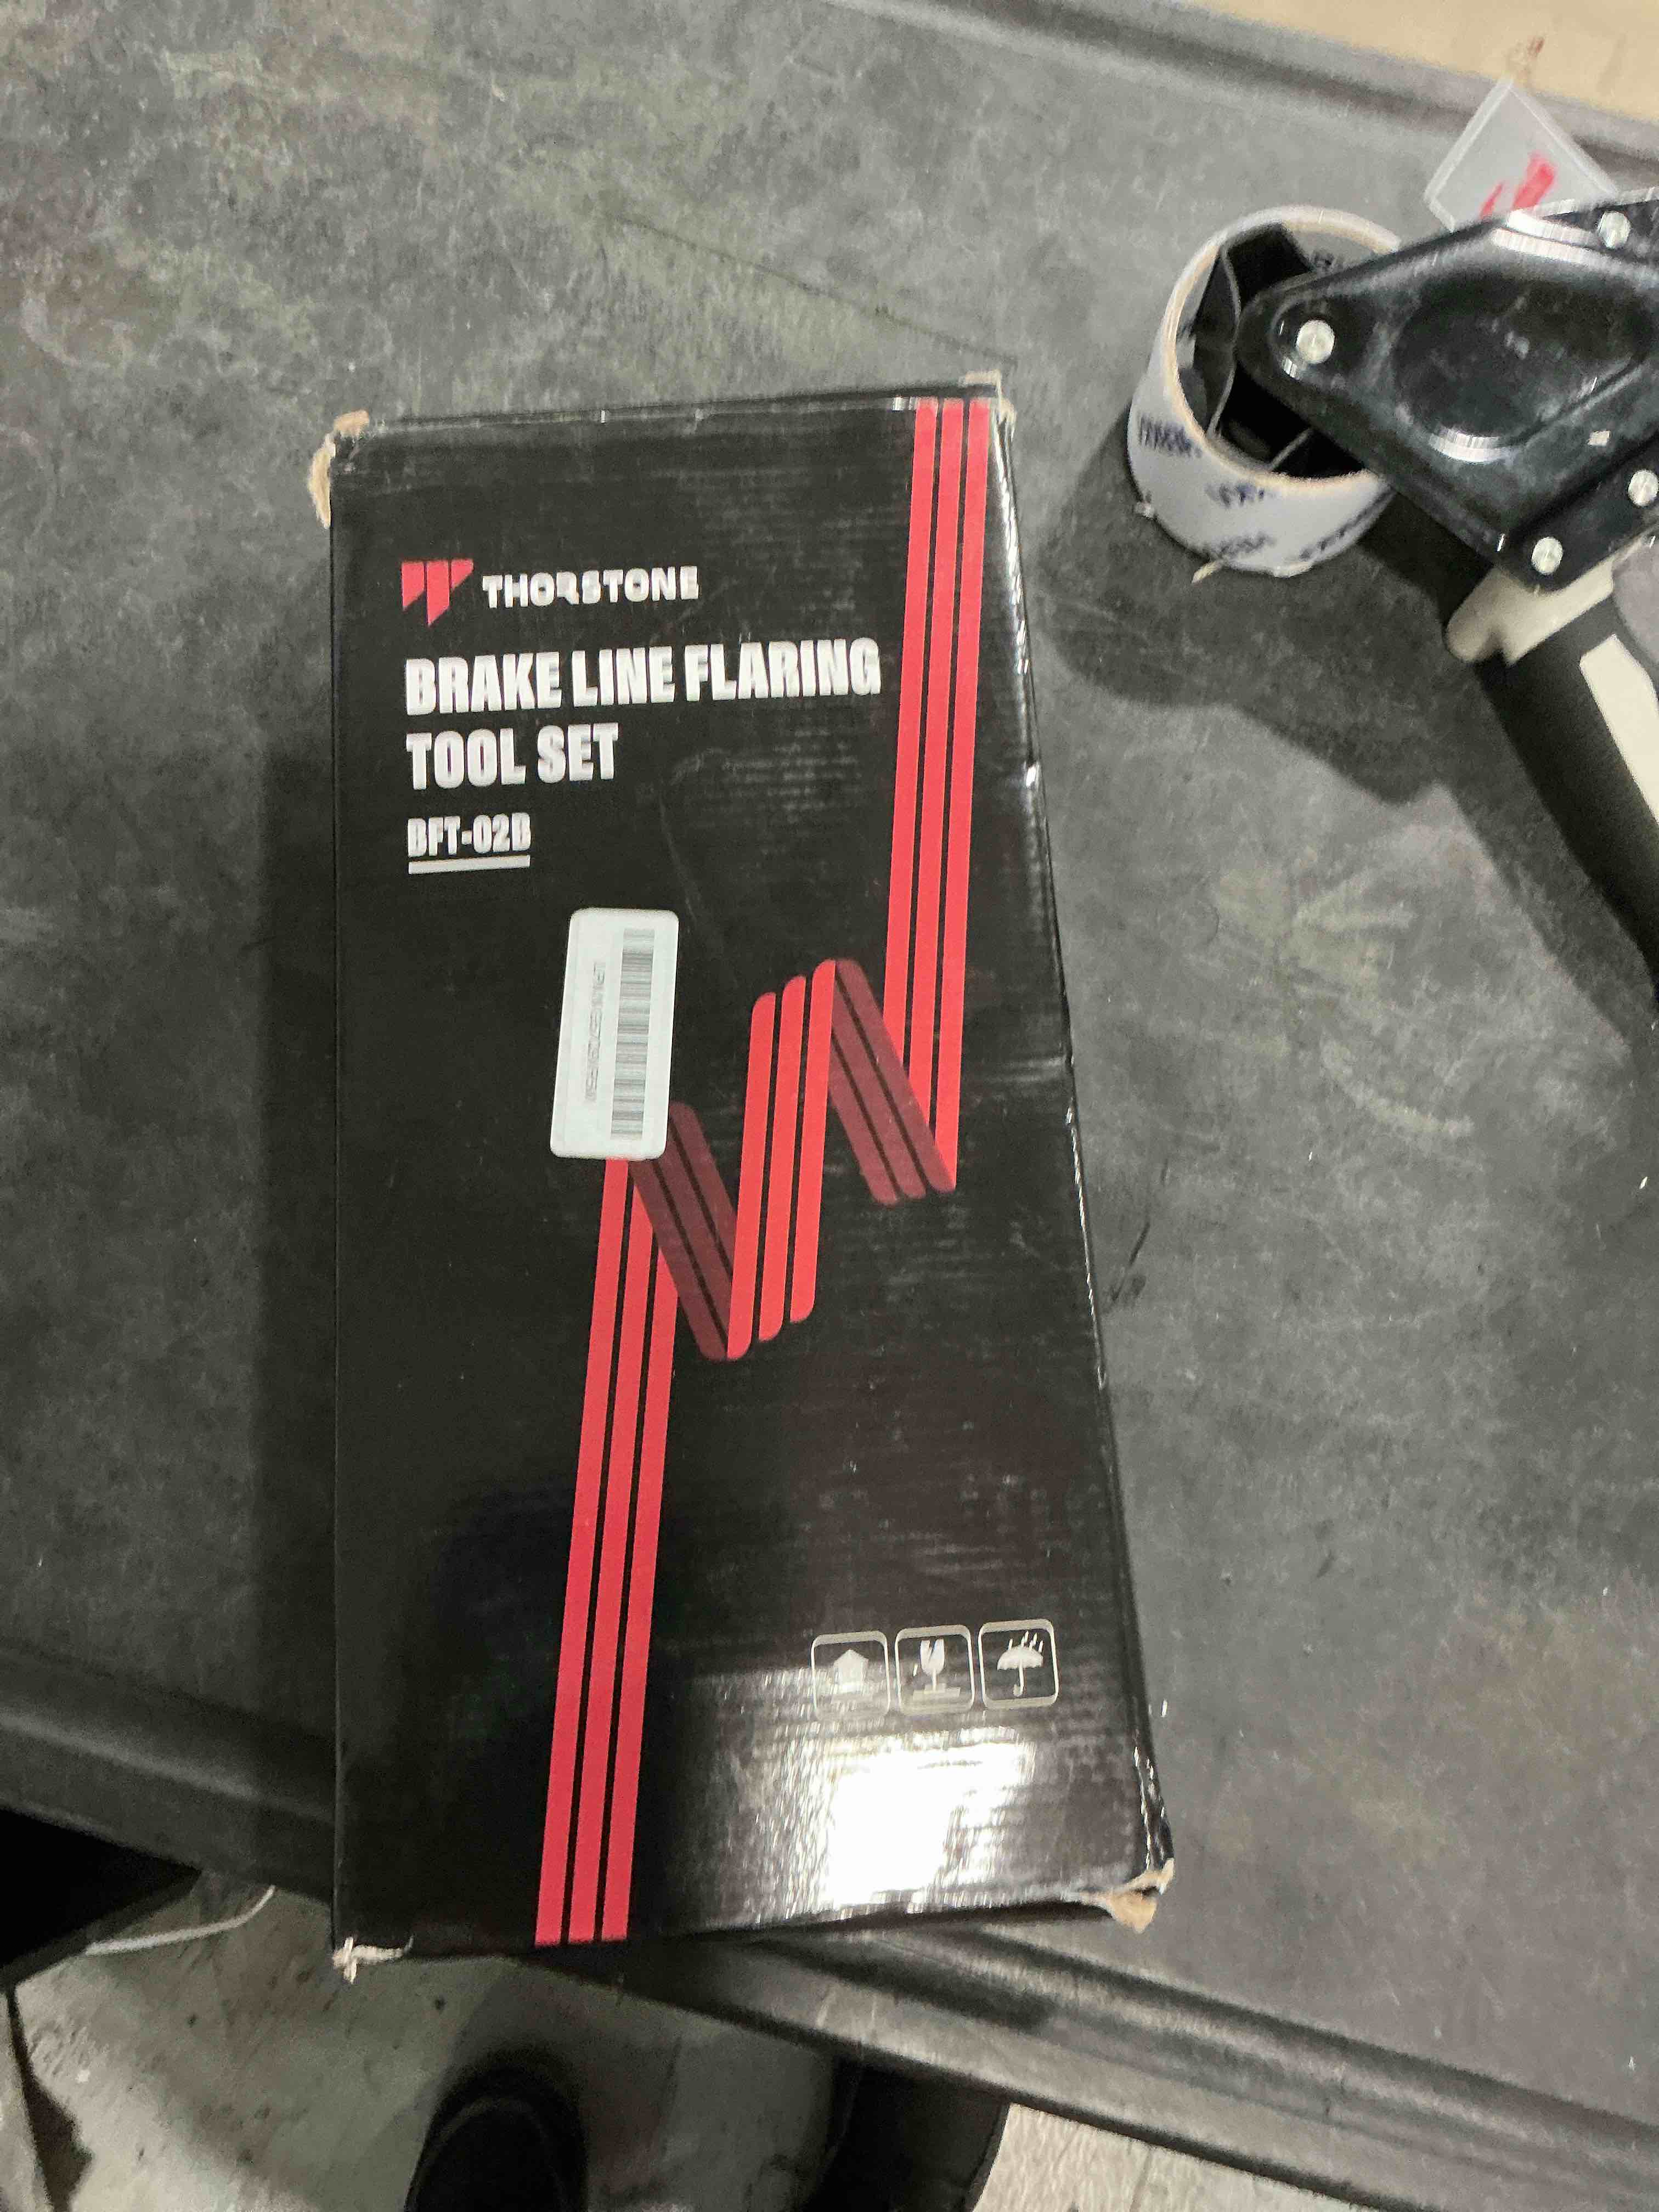 THORSTONE
BRAKE LINE FLARING
TOOL SET
BFT-02B